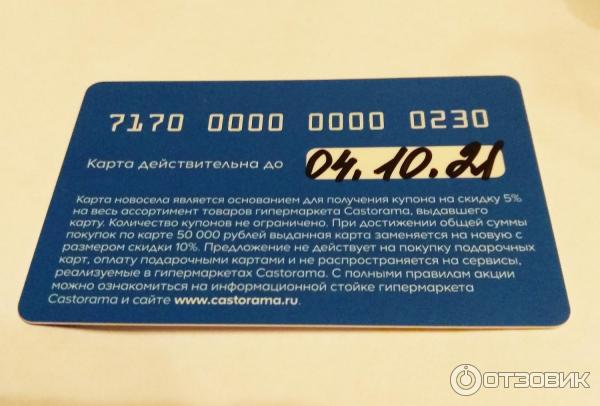 7170 0000 0000 0230
Карта действительна до 04.10.21
Карта новосела является основанием для получения купона на скидку 5%
на весь ассортимент товаров гипермаркета Castorama, выдавшего
карту. Количество купонов не ограничено. При достижении общей суммы
покупок по карте 50 000 рублей выданная карта заменяется на новую с
размером скидки 10%. Предложение не действует на покупку подарочных
карт, оплату подарочными картами и не распространяется на сервисы,
реализуемые в гипермаркетах Castorama. С полными правилам акции
можно ознакомиться на информационной стойке гипермаркета
Castorama и сайте www.castorama.ru.
ОТЗОВИК